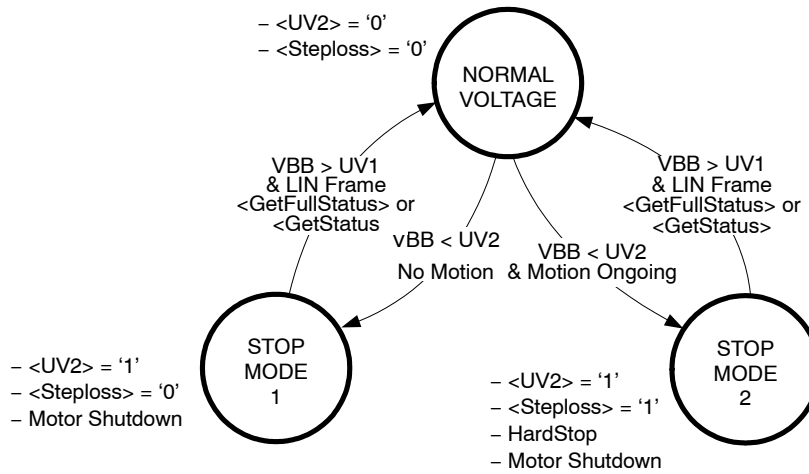 – <UV2> = ‘0’
– <Steploss> = ‘0’
NORMAL
VOLTAGE
VBB > UV1
& LIN Frame
<GetFullStatus> or
<GetStatus
vBB < UV2
No Motion
VBB < UV2
& Motion Ongoing
VBB > UV1
& LIN Frame
<GetFullStatus> or
<GetStatus>
STOP
MODE
1
– <UV2> = ‘1’
– <Steploss> = ‘0’
– Motor Shutdown
STOP
MODE
2
– <UV2> = ‘1’
– <Steploss> = ‘1’
– HardStop
– Motor Shutdown